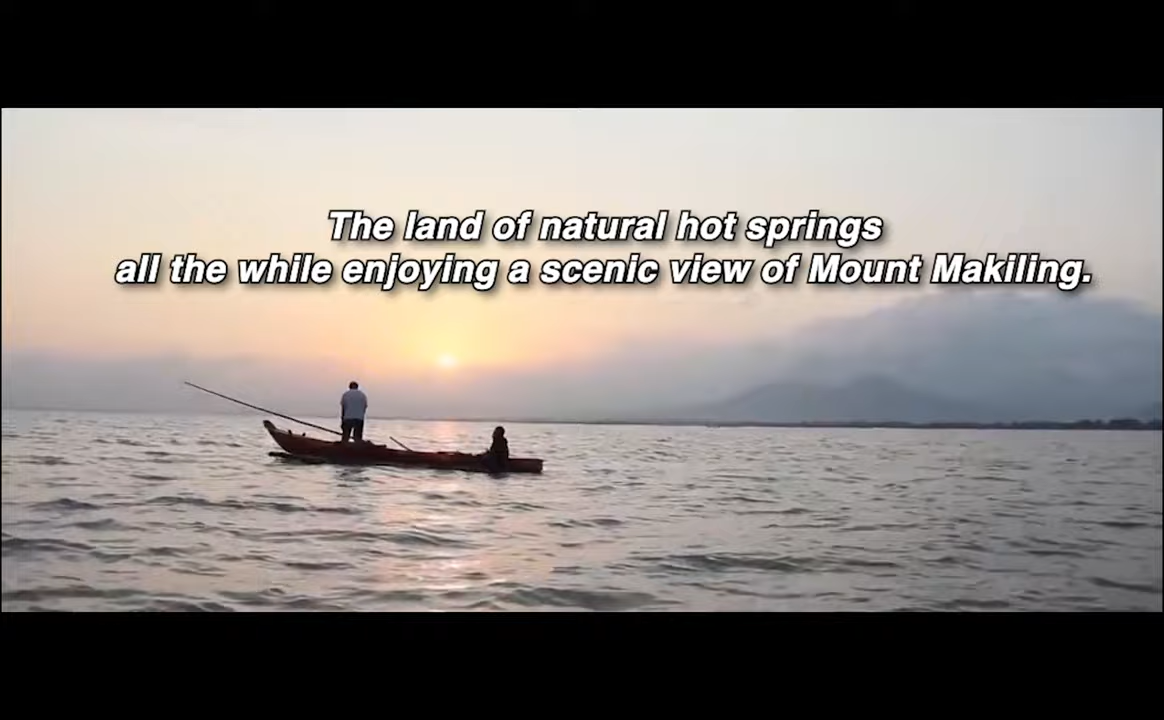 The land of natural hot springs
all the while enjoying a scenic view of Mount Makiling.